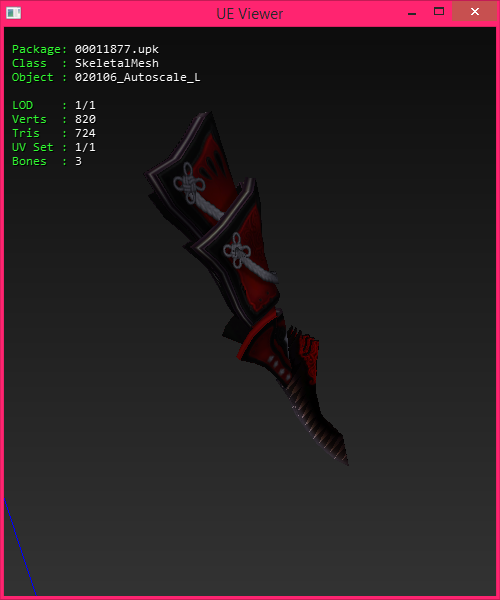 UE Viewer
Package: 00011877.upk
Class  : SkeletalMesh
Object : 020106_Autoscale_L
LOD    : 1/1
Verts  : 820
Tris   : 724
UV Set : 1/1
Bones  : 3